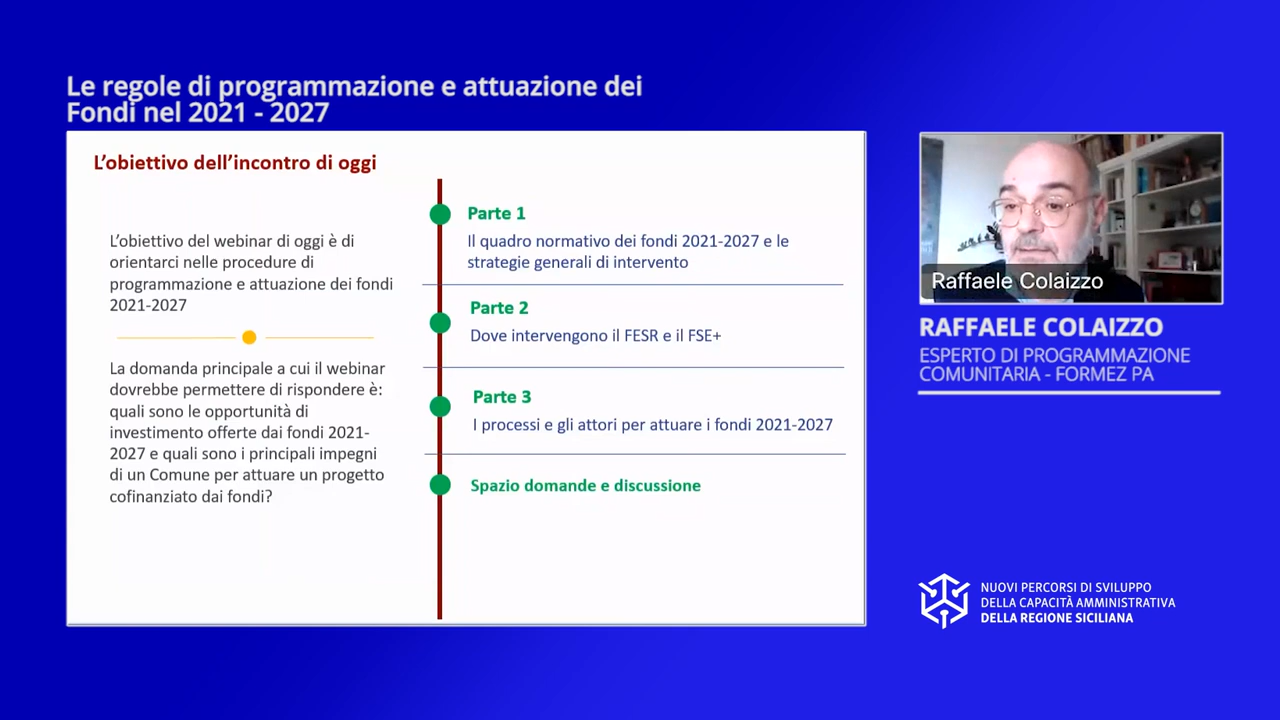 Le regole di programmazione e attuazione dei
Fondi nel 2021 - 2027
L'obiettivo dell'incontro di oggi
L'obiettivo del webinar di oggi è di
orientarci nelle procedure di
programmazione e attuazione dei fondi
2021-2027
La domanda principale a cui il webinar
dovrebbe permettere di rispondere è:
quali sono le opportunità di
investimento offerte dai fondi 2021-
2027 e quali sono i principali impegni
di un Comune per attuare un progetto
cofinanziato dai fondi?
Parte 1
Il quadro normativo dei fondi 2021-2027 e le
strategie generali di intervento
Parte 2
Dove intervengono il FESR e il FSE+
Parte 3
I processi e gli attori per attuare i fondi 2021-2027
Spazio domande e discussione
Raffaele Colaizzo
RAFFAELE COLAIZZO
ESPERTO DI PROGRAMMAZIONE
COMUNITARIA - FORMEZ PA
NUOVI PERCORSI DI SVILUPPO
DELLA CAPACITÀ AMMINISTRATIVA
DELLA REGIONE SICILIANA